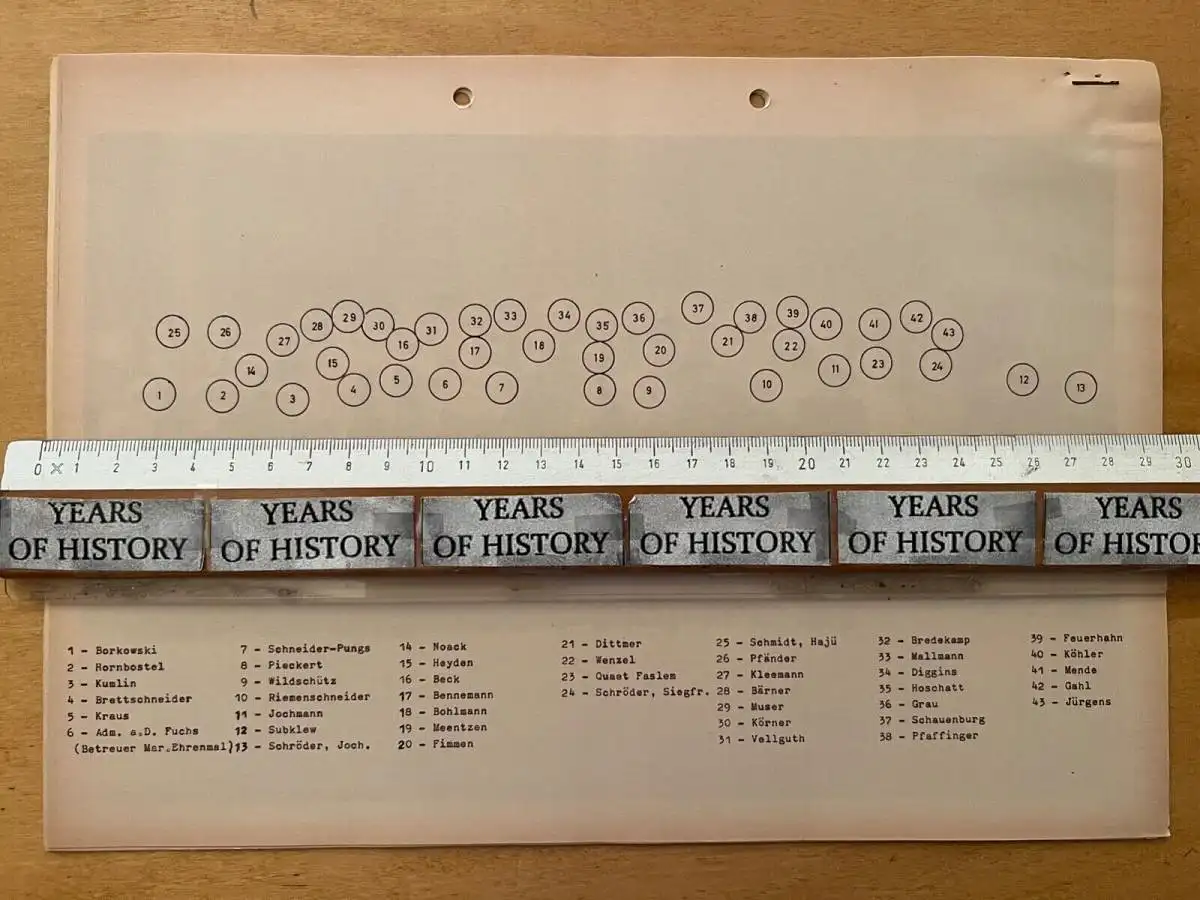 25 26 27 28 29 30 31 32 33 34 35 36 37 38 39 40 41 42 43
14 15 16 17 18 19 20 21 22 11 23 24
1 2 3 4 5 6 7 8 9 10 12 13
0 1 2 3 4 5 6 7 8 9 10 11 12 13 14 15 16 17 18 19 20 21 22 23 24 25 26 27 28 29 30
YEARS
OF HISTORY
YEARS
OF HISTORY
YEARS
OF HISTORY
YEARS
OF HISTORY
YEARS
OF HISTORY
YEARS
OF HISTOR
1 - Borkowski
2 - Hornbostel
3 - Kumlin
4 - Brettschneider
5 - Kraus
6 - Adm. a.D. Fuchs
(Betreuer Mar.Ehrenmal)
7 - Schneider-Pungs
8 - Pieckert
9 - Wildschütz
10 - Riemenschneider
11 - Jochmann
12 - Subklew
13 - Schröder, Joch.
14 - Noack
15 - Heyden
16 - Beck
17 - Bennemann
18 - Bohlmann
19 - Meentzen
20 - Fimmen
21 - Dittmer
22 - Wenzel
23 - Quaet Faslem
24 - Schröder, Siegfr.
25 - Schmidt, Hajü
26 - Pfänder
27 - Kleemann
28 - Bärner
29 - Muser
30 - Körner
31 - Vellguth
32 - Bredekamp
33 - Mallmann
34 - Diggins
35 - Hoschatt
36 - Grau
37 - Schauenburg
38 - Pfaffinger
39 - Feuerhahn
40 - Köhler
41 - Mende
42 - Gahl
43 - Jürgens